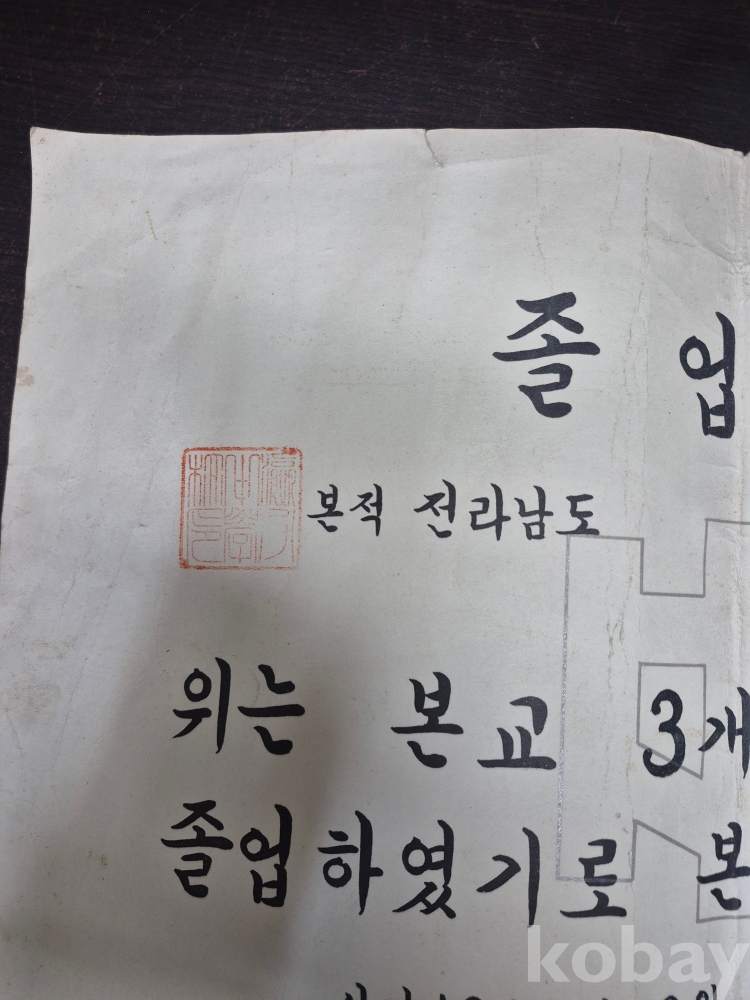 졸 업
본적 전라남도
위는 본교 3개
졸업하였기로 본
kobay